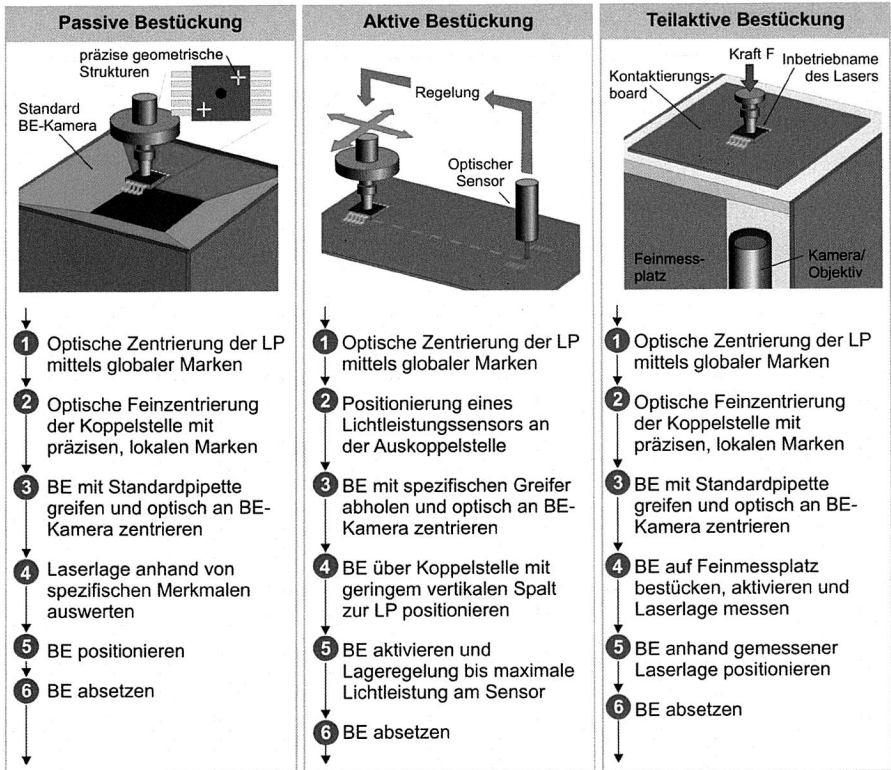 Passive Bestückung
präzise geometrische
Strukturen
Standard
BE-Kamera
1 Optische Zentrierung der LP
mittels globaler Marken
2 Optische Feinzentrierung
der Koppelstelle mit
präzisen, lokalen Marken
3 BE mit Standardpipette
greifen und optisch an BE-
Kamera zentrieren
4 Laserlage anhand von
spezifischen Merkmalen
auswerten
5 BE positionieren
6 BE absetzen
Aktive Bestückung
Regelung
Optischer
Sensor
1 Optische Zentrierung der LP
mittels globaler Marken
2 Positionierung eines
Lichtleistungssensors an
der Auskoppelstelle
3 BE mit spezifischen Greifer
abholen und optisch an BE-
Kamera zentrieren
4 BE über Koppelstelle mit
geringem vertikalen Spalt
zur LP positionieren
5 BE aktivieren und
Lageregelung bis maximale
Lichtleistung am Sensor
6 BE absetzen
Teilaktive Bestückung
Kraft F
Inbetriebname
des Lasers
Kontaktierungs-
board
Feinmess-
platz
Kamera/
Objektiv
1 Optische Zentrierung der LP
mittels globaler Marken
2 Optische Feinzentrierung
der Koppelstelle mit
präzisen, lokalen Marken
3 BE mit Standardpipette
greifen und optisch an BE-
Kamera zentrieren
4 BE auf Feinmessplatz
bestücken, aktivieren und
Laserlage messen
5 BE anhand gemessener
Laserlage positionieren
6 BE absetzen